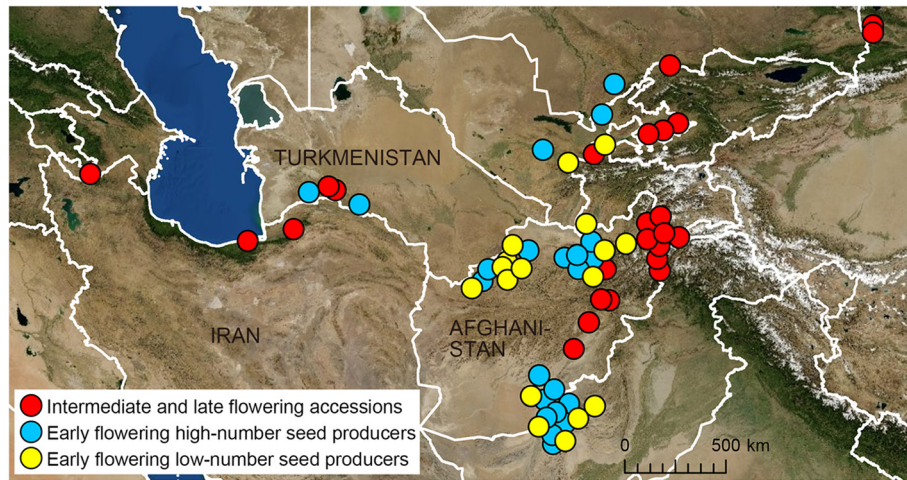 TURKMENISTAN
IRAN
AFGHANI-
STAN
Intermediate and late flowering accessions
Early flowering high-number seed producers
Early flowering low-number seed producers
0 500 km